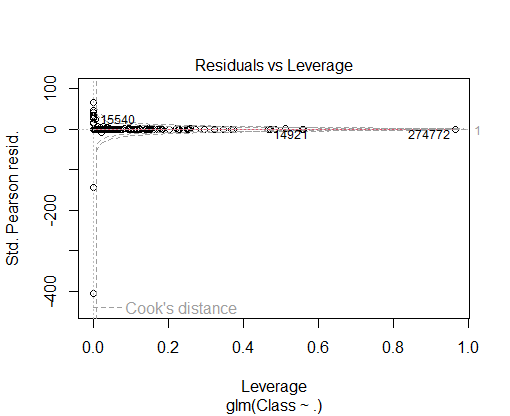 Residuals vs Leverage
Std. Pearson resid.
100
0
-200
-400
15540
14921
274772
1
Cook's distance
0.0 0.2 0.4 0.6 0.8 1.0
Leverage
glm(Class ~ .)